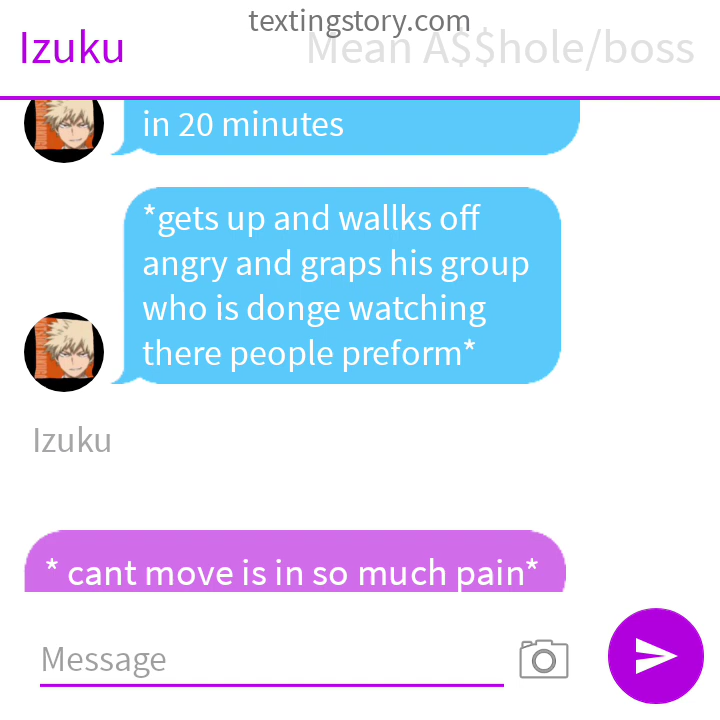 textingstory.com
Izuku Mean A$$hole/boss
in 20 minutes
*gets up and wallks off
angry and graps his group
who is donge watching
there people preform*
Izuku
* cant move is in so much pain*
Message